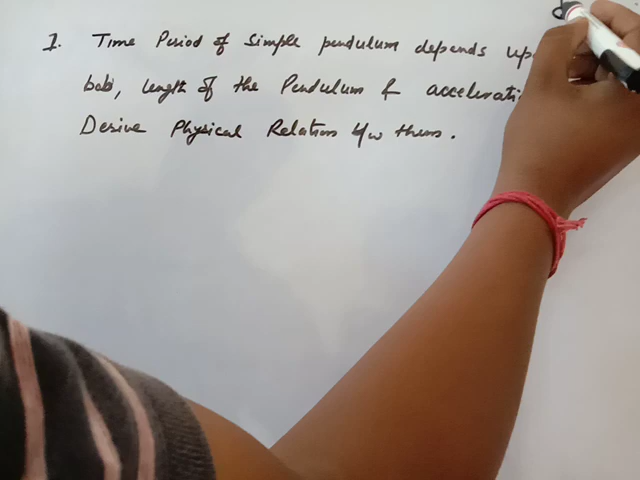 1. Time Period of Simple pendulum depends up
bob, length of the Pendulum & accelerati
Derive Physical Relation b/w them.